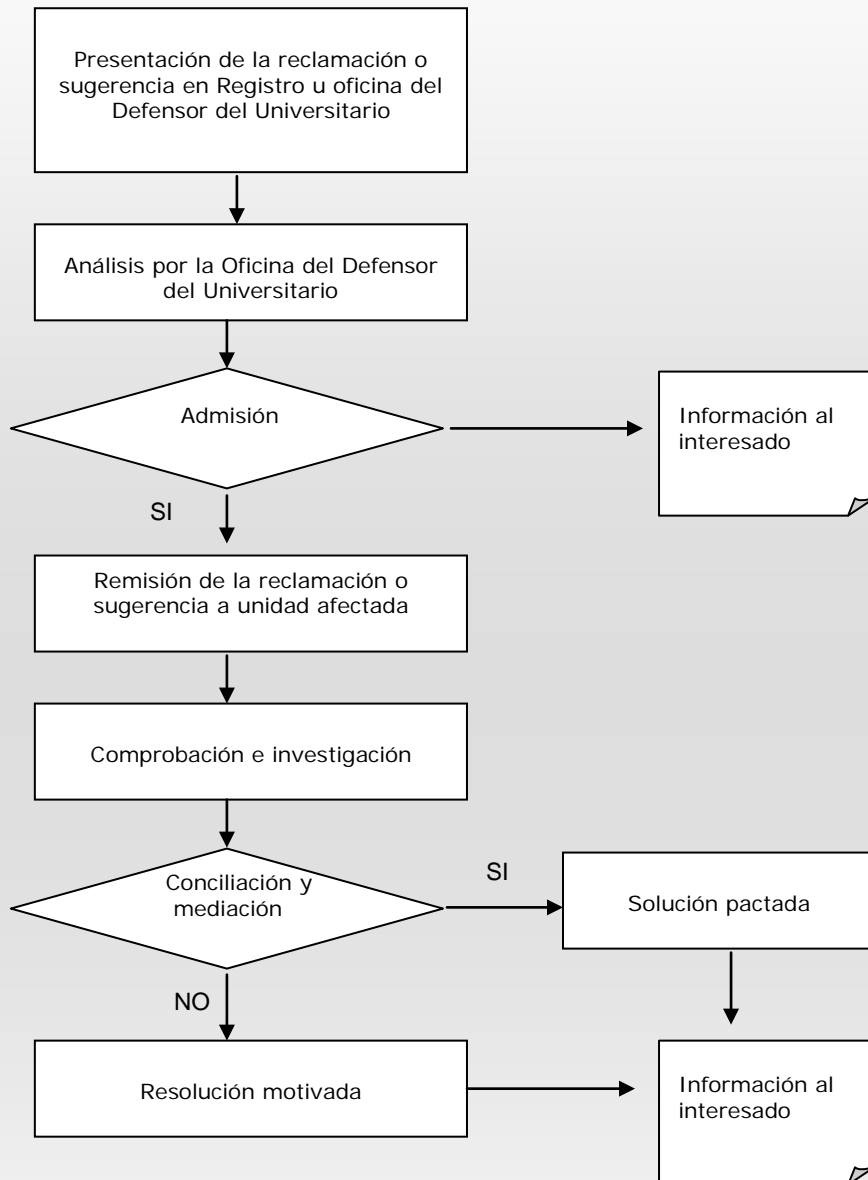 Presentación de la reclamación o
sugerencia en Registro u oficina del
Defensor del Universitario
Análisis por la Oficina del Defensor
del Universitario
Admisión
Información al
interesado
SI
Remisión de la reclamación o
sugerencia a unidad afectada
Comprobación e investigación
Conciliación y
mediación
SI
Solución pactada
NO
Resolución motivada
Información al
interesado